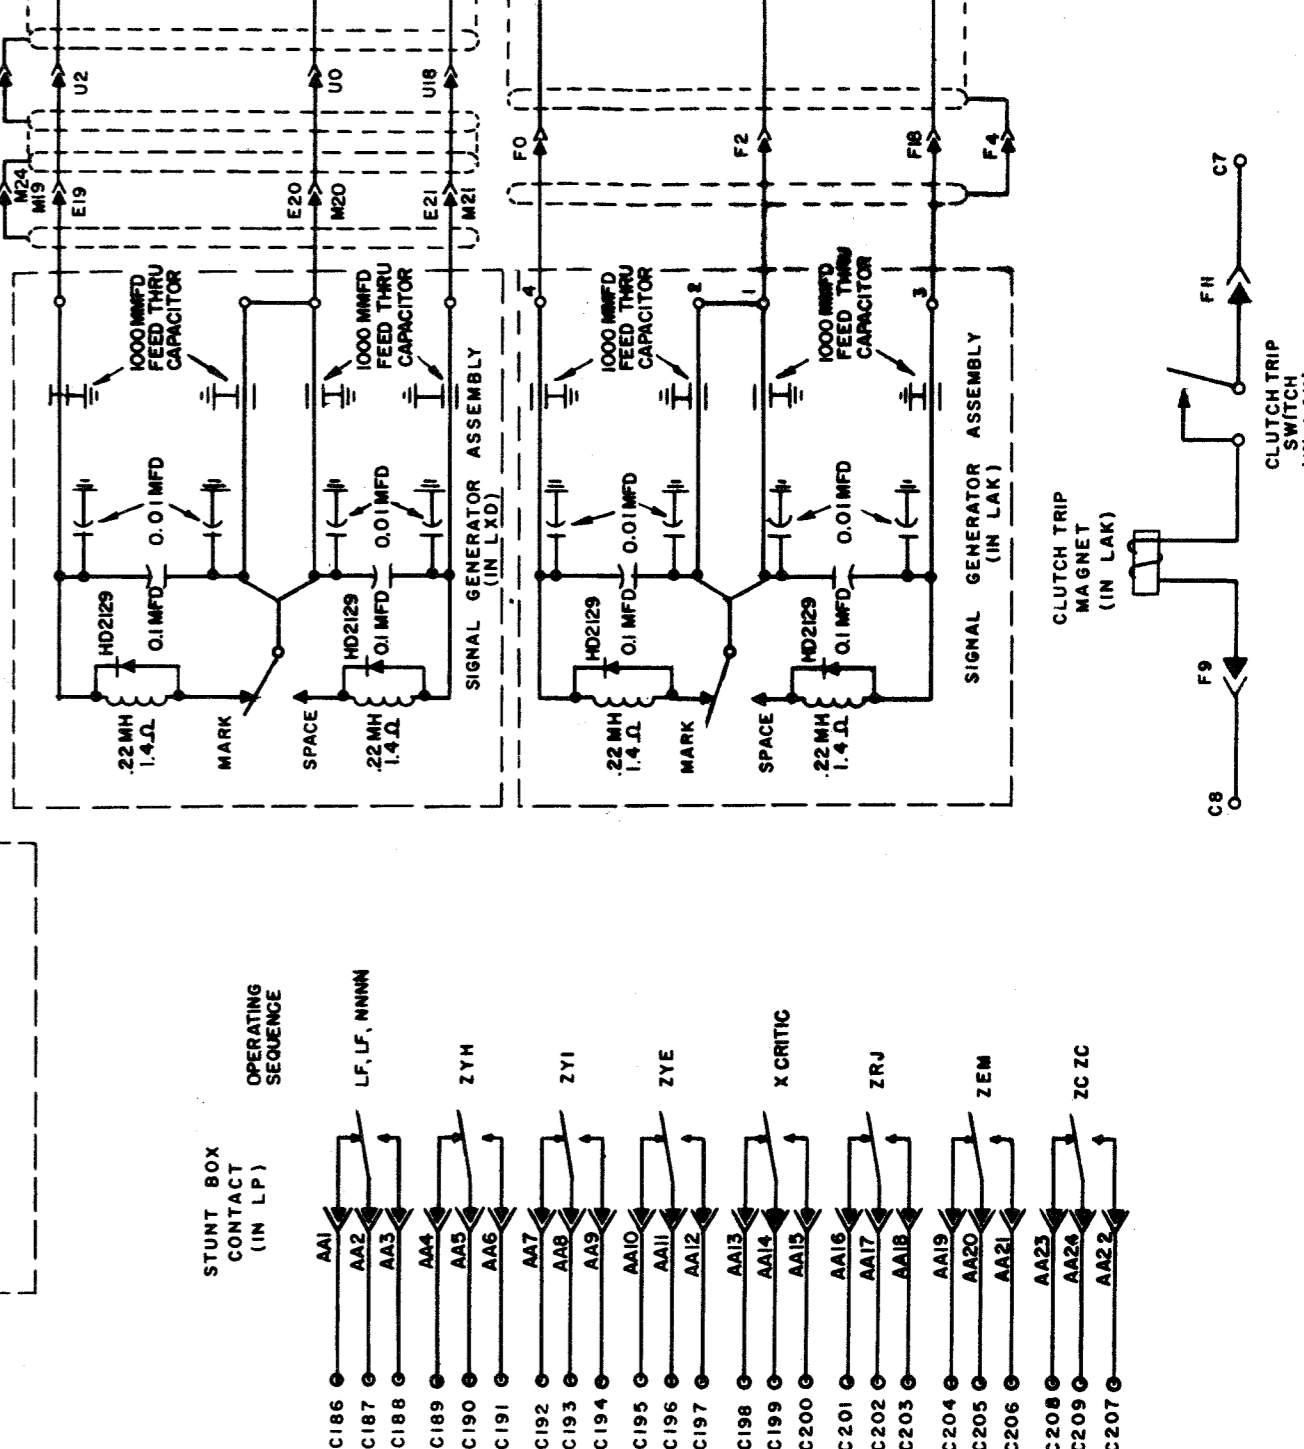 U2
U0
U18
M24
M19
E19
E20
M20
E21
M21
F0
F2
F18
F4
1000 MMFD
FEED THRU
CAPACITOR
1000 MMFD
FEED THRU
CAPACITOR
0.01 MFD
0.01 MFD
HD2129
0.1 MFD
HD2129
0.1 MFD
.22 MH
1.4 Ω
MARK
SPACE
.22 MH
1.4 Ω
SIGNAL GENERATOR ASSEMBLY
(IN LXD)
4
2
1
3
1000 MMFD
FEED THRU
CAPACITOR
1000 MMFD
FEED THRU
CAPACITOR
0.01 MFD
0.01 MFD
HD2129
0.1 MFD
HD2129
0.1 MFD
.22 MH
1.4 Ω
MARK
SPACE
.22 MH
1.4 Ω
SIGNAL GENERATOR ASSEMBLY
(IN LAK)
C7
F11
CLUTCH TRIP
SWITCH
CLUTCH TRIP
MAGNET
(IN LAK)
F9
C8
STUNT BOX
CONTACT
(IN LP)
OPERATING
SEQUENCE
LF, LF, NNNN
ZYH
ZYI
ZYE
X CRITIC
ZRJ
ZEM
ZC ZC
AA1
AA2
AA3
AA4
AA5
AA6
AA7
AA8
AA9
AA10
AA11
AA12
AA13
AA14
AA15
AA16
AA17
AA18
AA19
AA20
AA21
AA23
AA24
AA22
C186
C187
C188
C189
C190
C191
C192
C193
C194
C195
C196
C197
C198
C199
C200
C201
C202
C203
C204
C205
C206
C208
C209
C207